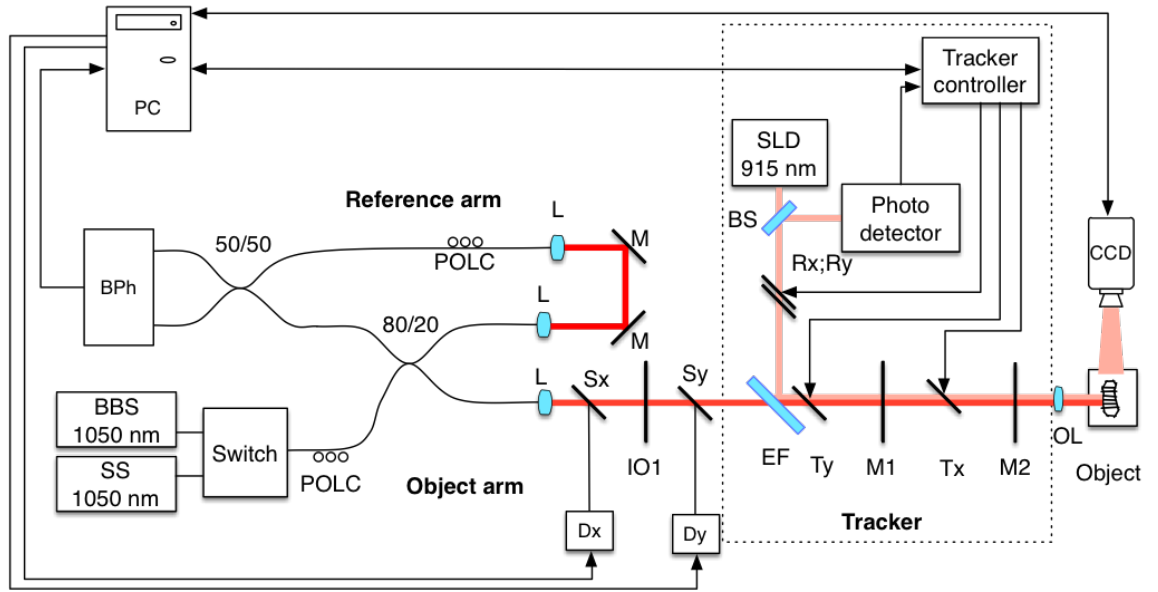 PC
Tracker
controller
SLD
915 nm
Reference arm
L
M
BS
Photo
detector
50/50
POLC
CCD
BPh
Rx;Ry
L
80/20
M
L
Sx
Sy
BBS
1050 nm
Switch
SS
1050 nm
POLC
IO1
EF
Ty
M1
Tx
M2
OL
Object
Object arm
Dx
Dy
Tracker